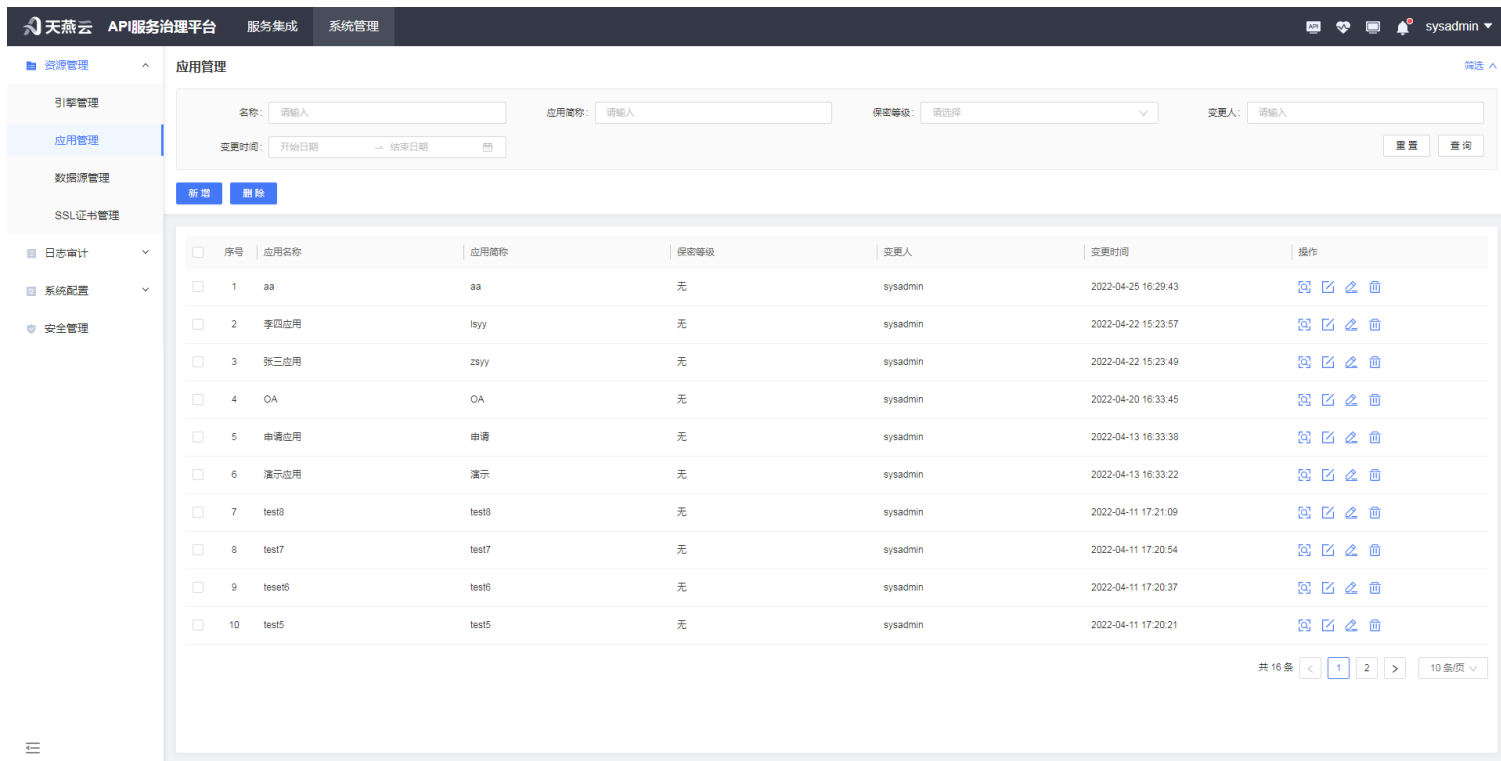 天燕云 API服务治理平台 服务集成 系统管理 API sysadmin
资源管理
引擎管理
应用管理
数据源管理
SSL证书管理
日志审计
系统配置
安全管理
应用管理 筛选
名称: 请输入 应用简称: 请输入 保密等级: 请选择 变更人: 请输入
变更时间: 开始日期 → 结束日期 重置 查询
新增 删除
序号 应用名称 应用简称 保密等级 变更人 变更时间 操作
1 aa aa 无 sysadmin 2022-04-25 16:29:43
2 李四应用 lsyy 无 sysadmin 2022-04-22 15:23:57
3 张三应用 zsyy 无 sysadmin 2022-04-22 15:23:49
4 OA OA 无 sysadmin 2022-04-20 16:33:45
5 申请应用 申请 无 sysadmin 2022-04-13 16:33:38
6 演示应用 演示 无 sysadmin 2022-04-13 16:33:22
7 test8 test8 无 sysadmin 2022-04-11 17:21:09
8 test7 test7 无 sysadmin 2022-04-11 17:20:54
9 teset6 test6 无 sysadmin 2022-04-11 17:20:37
10 test5 test5 无 sysadmin 2022-04-11 17:20:21
共 16 条 < 1 2 > 10 条/页